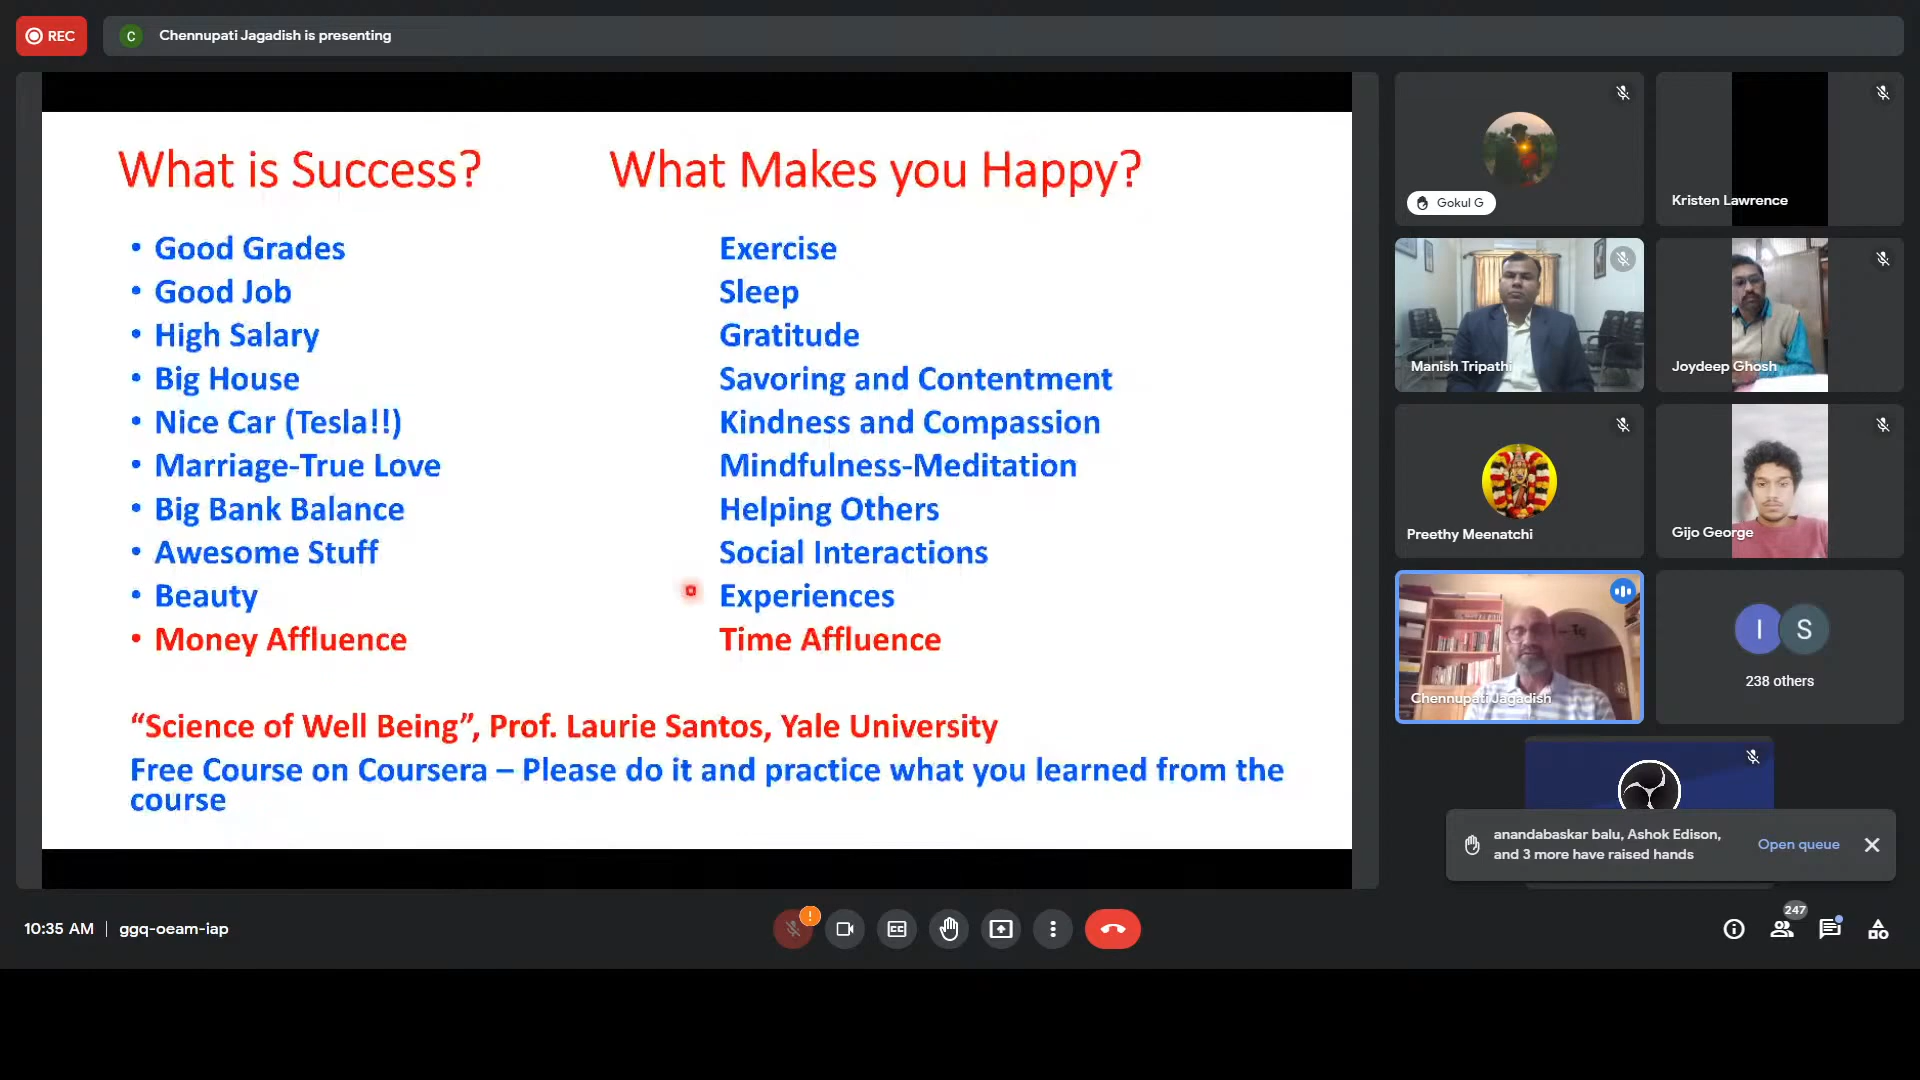 REC
C
Chennupati Jagadish is presenting
What is Success?
What Makes you Happy?
• Good Grades
• Good Job
• High Salary
• Big House
• Nice Car (Tesla!!)
• Marriage-True Love
• Big Bank Balance
• Awesome Stuff
• Beauty
• Money Affluence
Exercise
Sleep
Gratitude
Savoring and Contentment
Kindness and Compassion
Mindfulness-Meditation
Helping Others
Social Interactions
Experiences
Time Affluence
“Science of Well Being”, Prof. Laurie Santos, Yale University
Free Course on Coursera – Please do it and practice what you learned from the
course
Gokul G
Kristen Lawrence
Manish Tripathi
Joydeep Ghosh
Preethy Meenatchi
Gijo George
Chennupati Jagadish
I S
238 others
anandabaskar balu, Ashok Edison,
and 3 more have raised hands
Open queue
10:35 AM | ggq-oeam-iap
!
CC
247